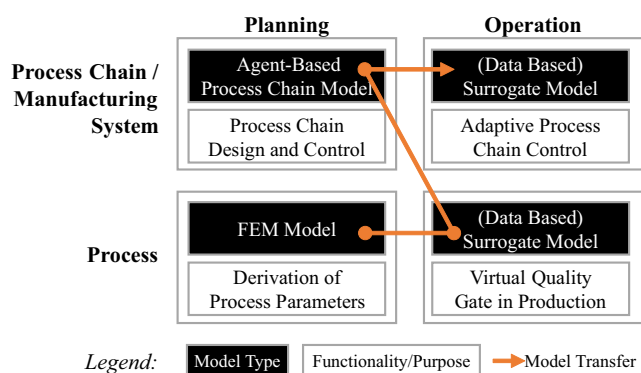 Planning
Operation
Process Chain /
Manufacturing
System
Agent-Based
Process Chain Model
(Data Based)
Surrogate Model
Process Chain
Design and Control
Adaptive Process
Chain Control
Process
FEM Model
(Data Based)
Surrogate Model
Derivation of
Process Parameters
Virtual Quality
Gate in Production
Legend:
Model Type
Functionality/Purpose
Model Transfer